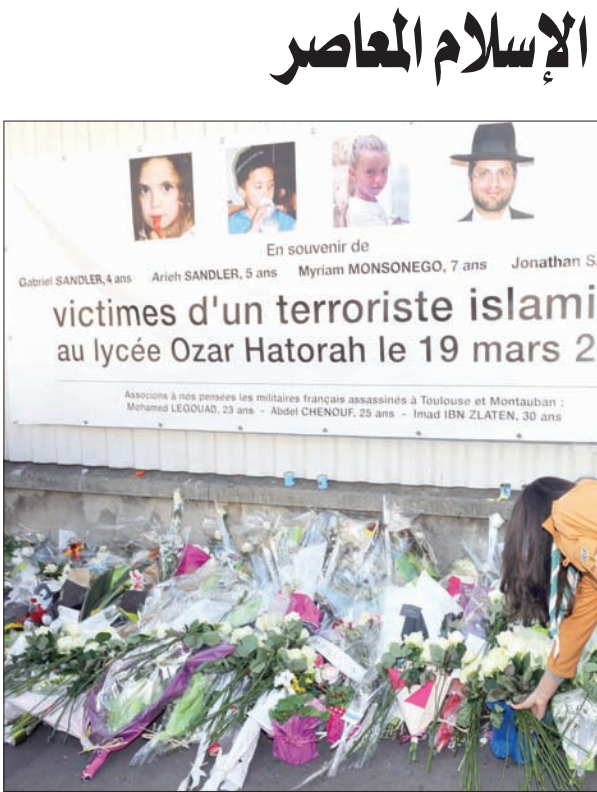 الإسلام المعاصر
En souvenir de
Gabriel SANDLER, 4 ans Arieh SANDLER, 5 ans Myriam MONSONEGO, 7 ans Jonathan S
victimes d'un terroriste islami
au lycée Ozar Hatorah le 19 mars 2
Associons à nos pensées les militaires français assassinés à Toulouse et Montauban :
Mohamed LEGOUAD, 23 ans - Abdel CHENOUF, 25 ans - Imad IBN ZLATEN, 30 ans